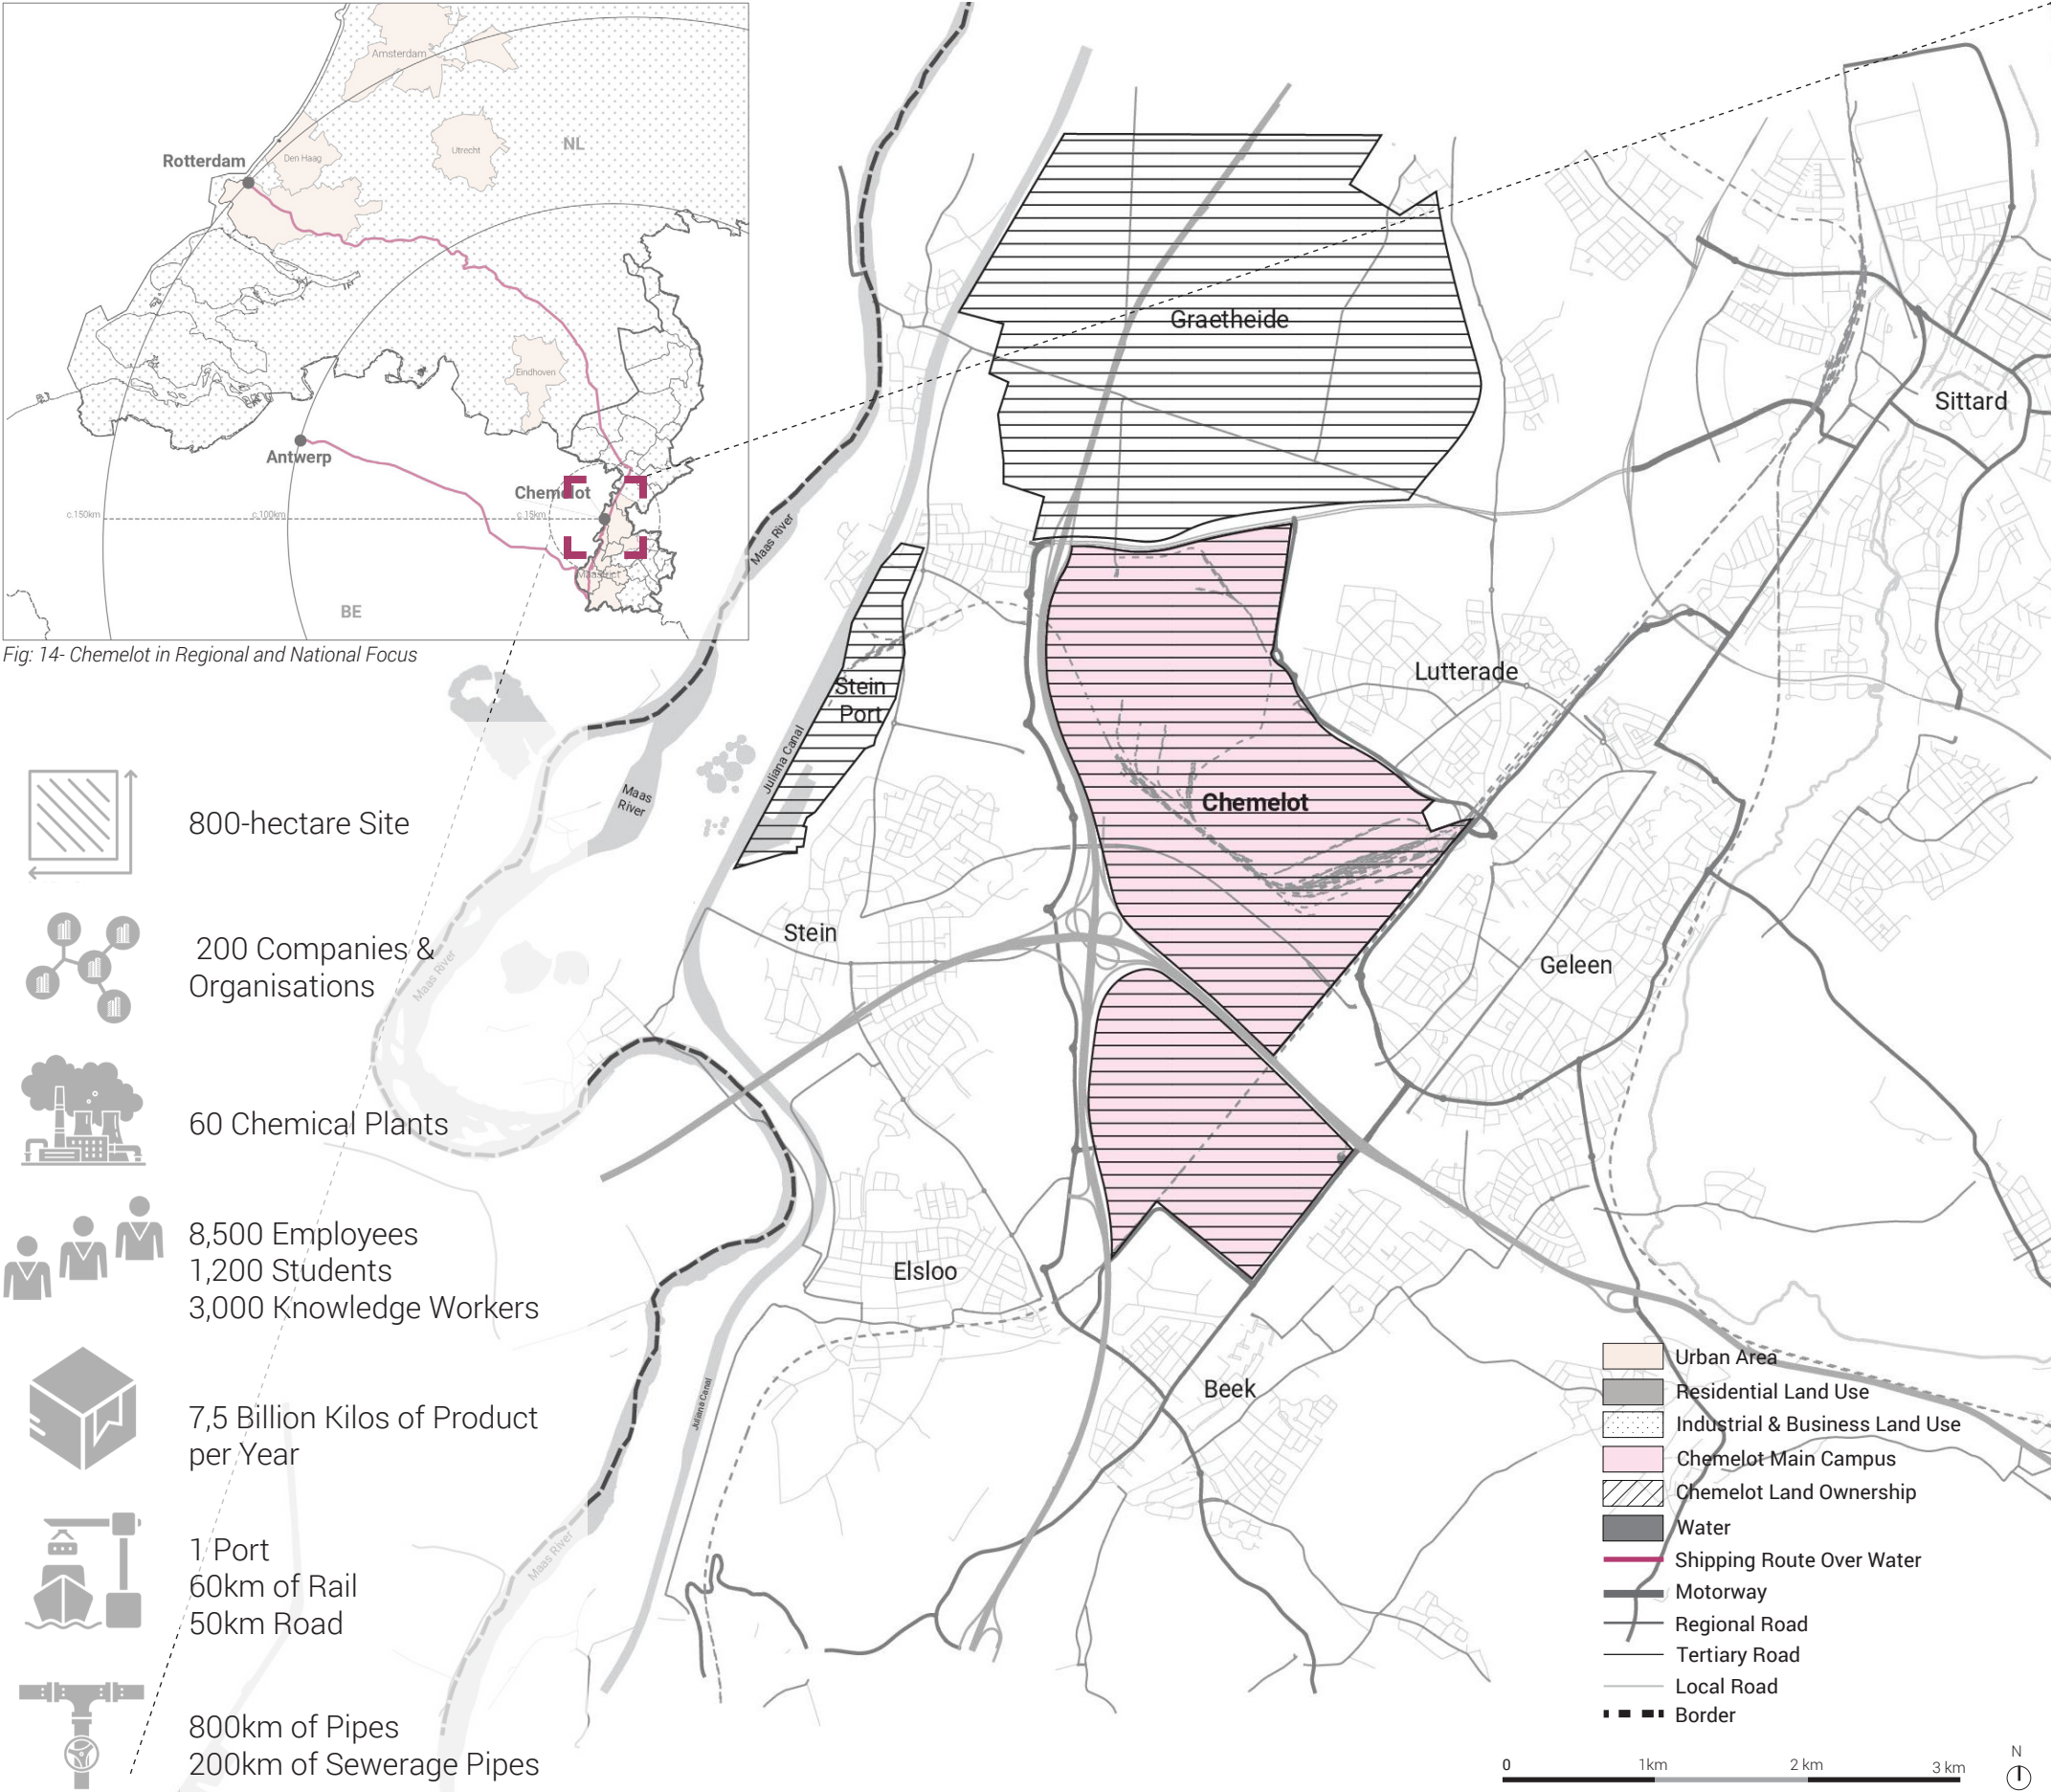 Amsterdam
Rotterdam
Den Haag
Utrecht
NL
Eindhoven
Antwerp
Chemelot
c.150km
c.100km
c.15km
BE
Fig: 14- Chemelot in Regional and National Focus
800-hectare Site
200 Companies &
Organisations
60 Chemical Plants
8,500 Employees
1,200 Students
3,000 Knowledge Workers
7,5 Billion Kilos of Product
per Year
1 Port
60km of Rail
50km Road
800km of Pipes
200km of Sewerage Pipes
Graetheide
Sittard
Maas River
Stein
Port
Lutterade
Juliana Canal
Maas
River
Chemelot
Stein
Geleen
Maas River
Elsloo
Beek
Juliana Canal
Maas River
Urban Area
Residential Land Use
Industrial & Business Land Use
Chemelot Main Campus
Chemelot Land Ownership
Water
Shipping Route Over Water
Motorway
Regional Road
Tertiary Road
Local Road
Border
0
1km
2 km
3 km
N